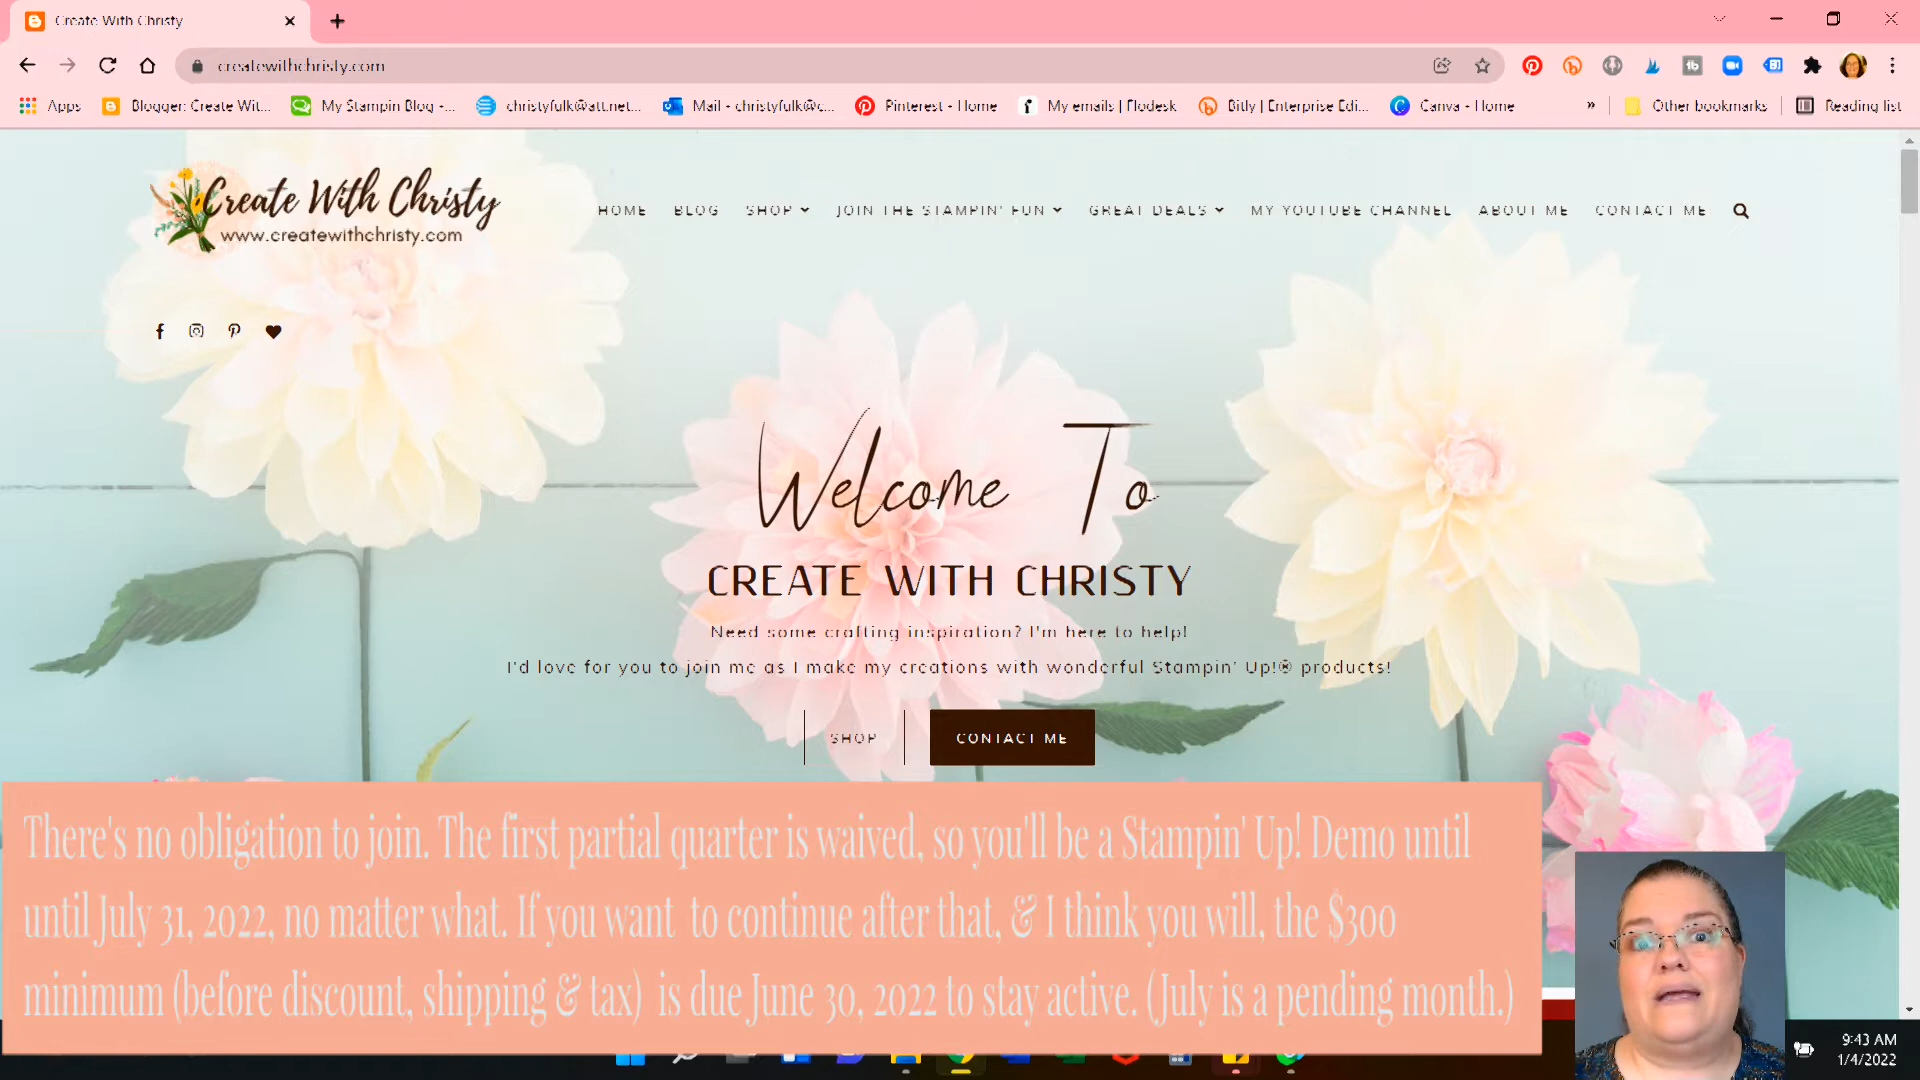 Create With Christy
createwithchristy.com
Apps
Blogger: Create Wit...
My Stampin Blog -...
christyfulk@att.net...
Mail - christyfulk@c...
Pinterest - Home
My emails | Flodesk
Bitly | Enterprise Edi...
Canva - Home
»
Other bookmarks
Reading list
Create With Christy
www.createwithchristy.com
HOME
BLOG
SHOP
JOIN THE STAMPIN' FUN
GREAT DEALS
MY YOUTUBE CHANNEL
ABOUT ME
CONTACT ME
Welcome To
CREATE WITH CHRISTY
Need some crafting inspiration? I'm here to help!
I'd love for you to join me as I make my creations with wonderful Stampin' Up!® products!
SHOP
CONTACT ME
There's no obligation to join. The first partial quarter is waived, so you'll be a Stampin' Up! Demo until
until July 31, 2022, no matter what. If you want to continue after that, & I think you will, the $300
minimum (before discount, shipping & tax) is due June 30, 2022 to stay active. (July is a pending month.)
9:43 AM
1/4/2022